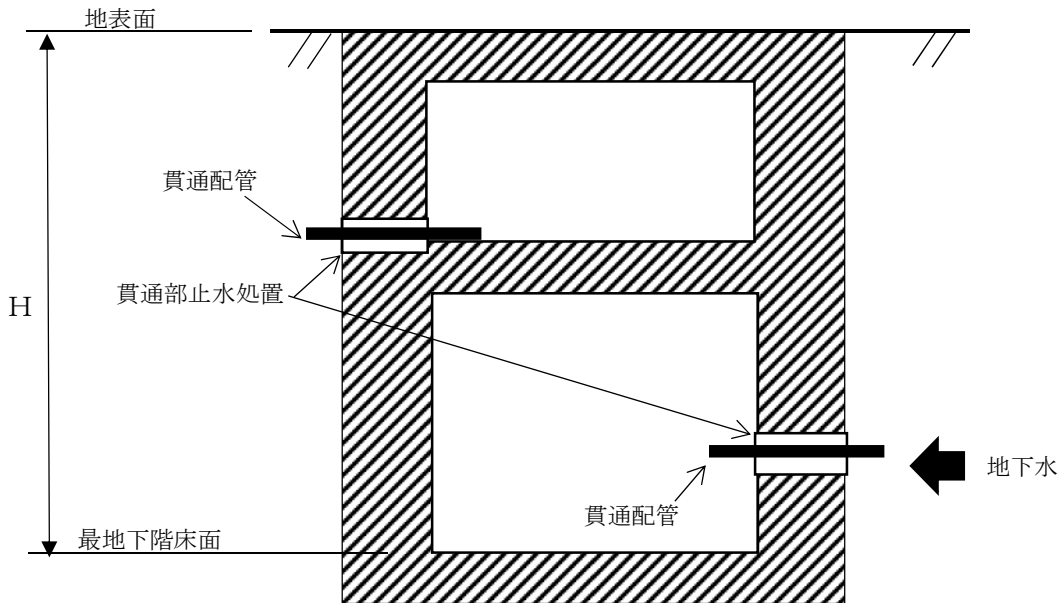 地表面
貫通配管
貫通部止水処置
H
地下水
貫通配管
最地下階床面